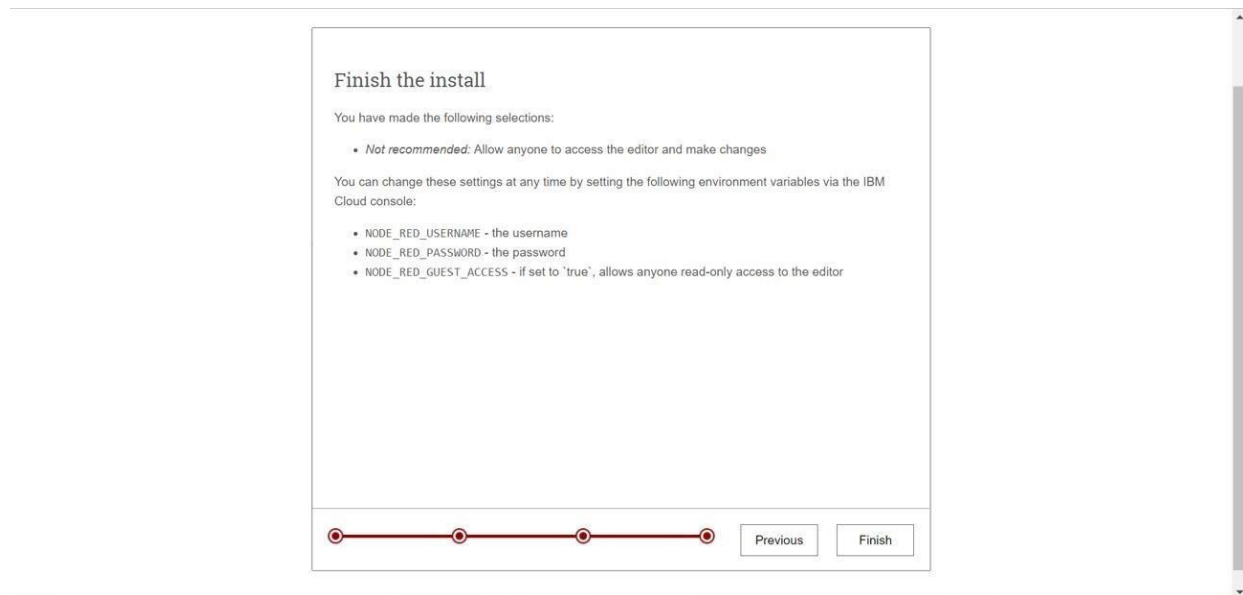 Finish the install
You have made the following selections:
• Not recommended: Allow anyone to access the editor and make changes
You can change these settings at any time by setting the following environment variables via the IBM
Cloud console:
• NODE_RED_USERNAME - the username
• NODE_RED_PASSWORD - the password
• NODE_RED_GUEST_ACCESS - if set to `true`, allows anyone read-only access to the editor
Previous Finish